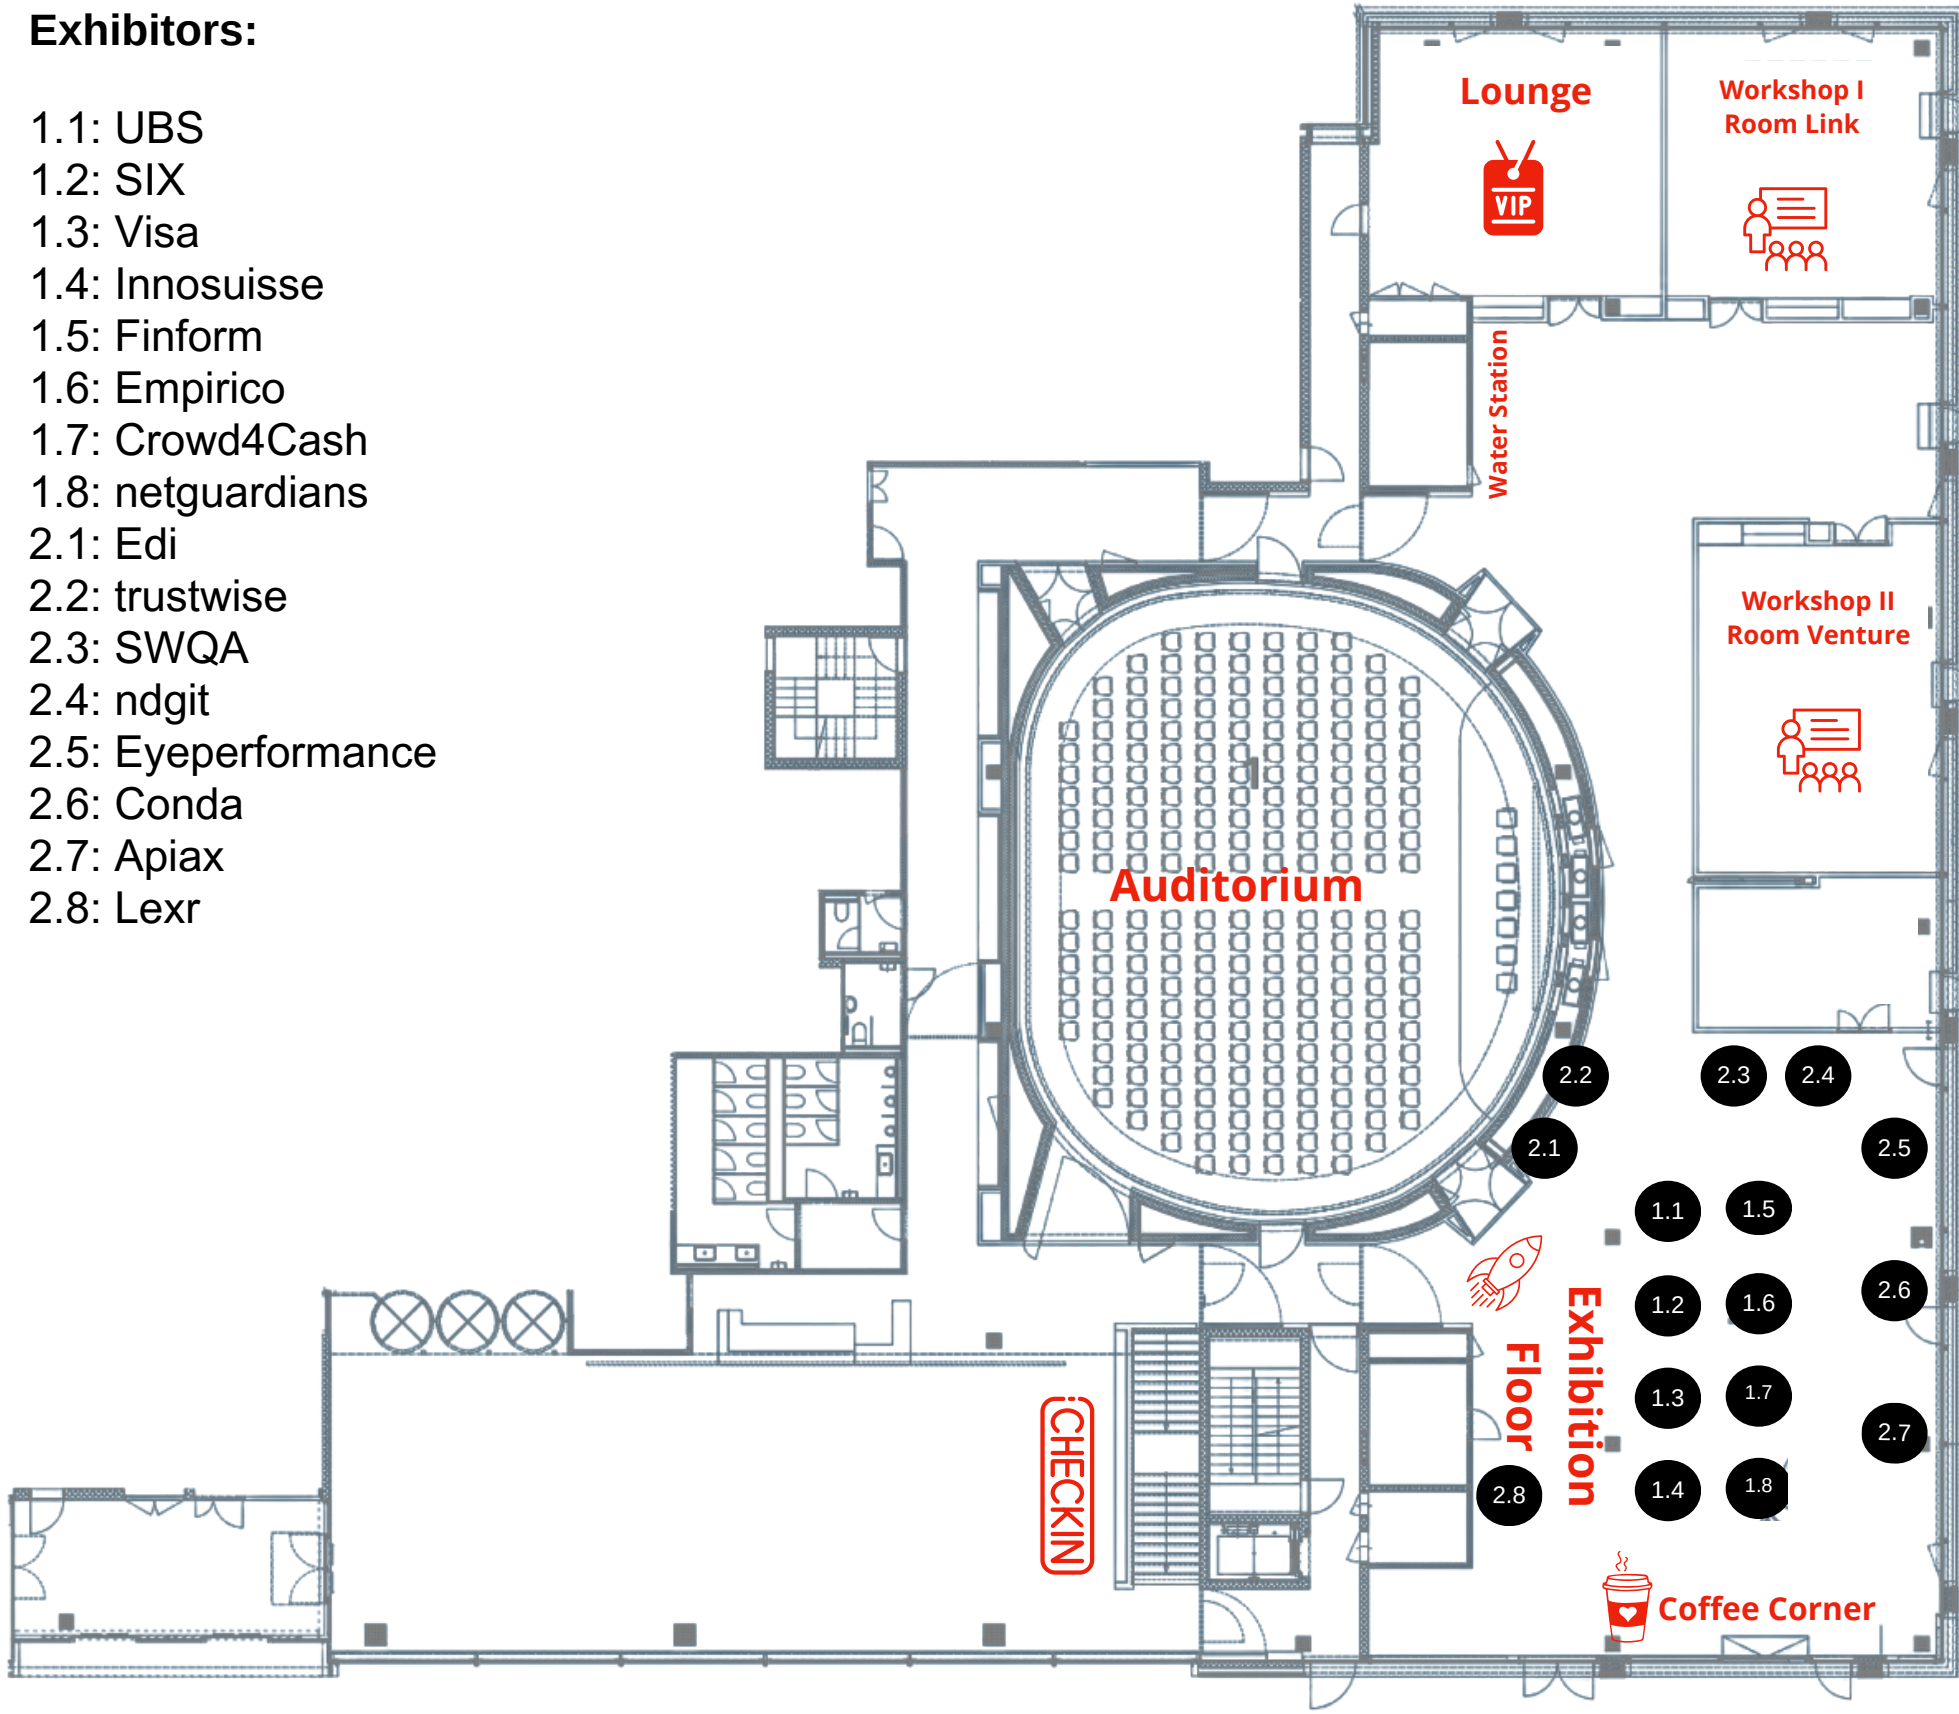 Exhibitors:
1.1: UBS
1.2: SIX
1.3: Visa
1.4: Innosuisse
1.5: Finform
1.6: Empirico
1.7: Crowd4Cash
1.8: netguardians
2.1: Edi
2.2: trustwise
2.3: SWQA
2.4: ndgit
2.5: Eyeperformance
2.6: Conda
2.7: Apiax
2.8: Lexr
Lounge
VIP
Workshop I
Room Link
Water Station
Workshop II
Room Venture
Auditorium
2.2
2.3
2.4
2.1
2.5
1.1
1.5
1.2
1.6
2.6
1.3
1.7
2.7
1.4
1.8
2.8
Exhibition
Floor
CHECKIN
Coffee Corner